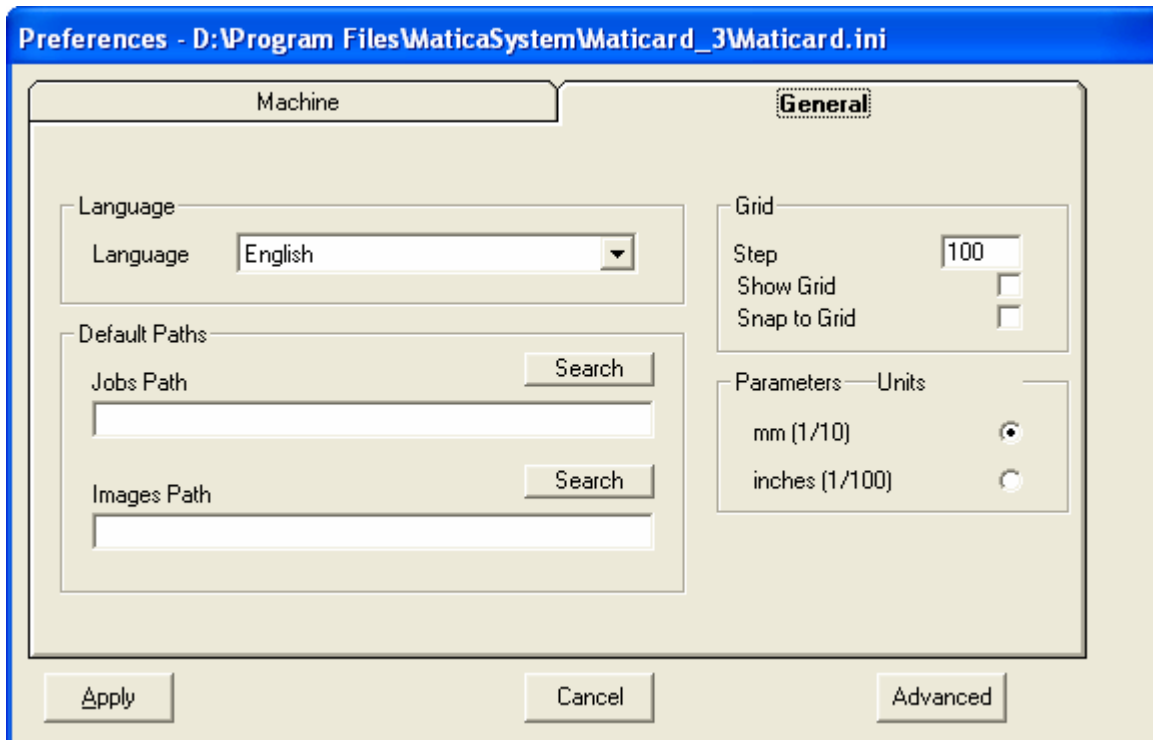 Preferences - D:\Program Files\MaticaSystem\Maticard_3\Maticard.ini
Machine
General
Language
Language
English
Default Paths
Jobs Path
Search
Images Path
Search
Grid
Step
100
Show Grid
Snap to Grid
Parameters Units
mm (1/10)
inches (1/100)
Apply
Cancel
Advanced